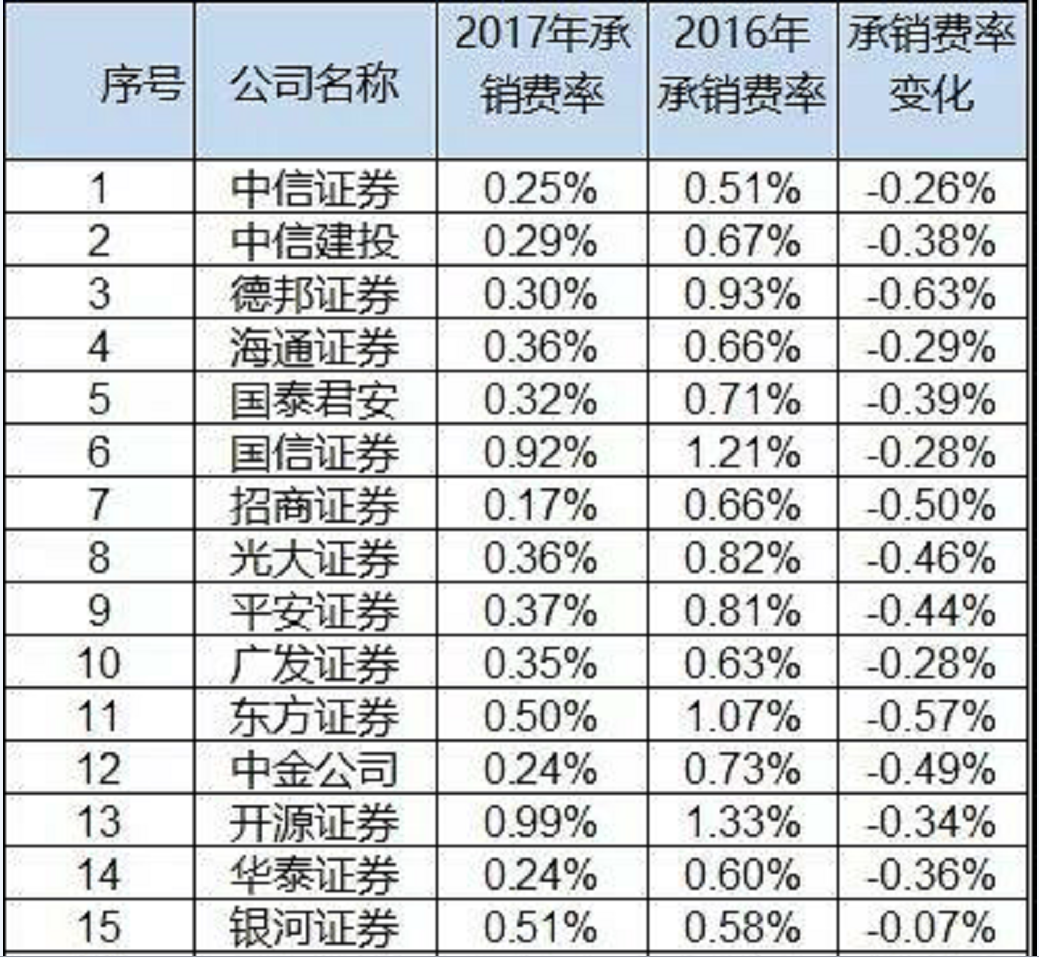 序号 公司名称 2017年承销费率 2016年承销费率 承销费率变化
1 中信证券 0.25% 0.51% -0.26%
2 中信建投 0.29% 0.67% -0.38%
3 德邦证券 0.30% 0.93% -0.63%
4 海通证券 0.36% 0.66% -0.29%
5 国泰君安 0.32% 0.71% -0.39%
6 国信证券 0.92% 1.21% -0.28%
7 招商证券 0.17% 0.66% -0.50%
8 光大证券 0.36% 0.82% -0.46%
9 平安证券 0.37% 0.81% -0.44%
10 广发证券 0.35% 0.63% -0.28%
11 东方证券 0.50% 1.07% -0.57%
12 中金公司 0.24% 0.73% -0.49%
13 开源证券 0.99% 1.33% -0.34%
14 华泰证券 0.24% 0.60% -0.36%
15 银河证券 0.51% 0.58% -0.07%